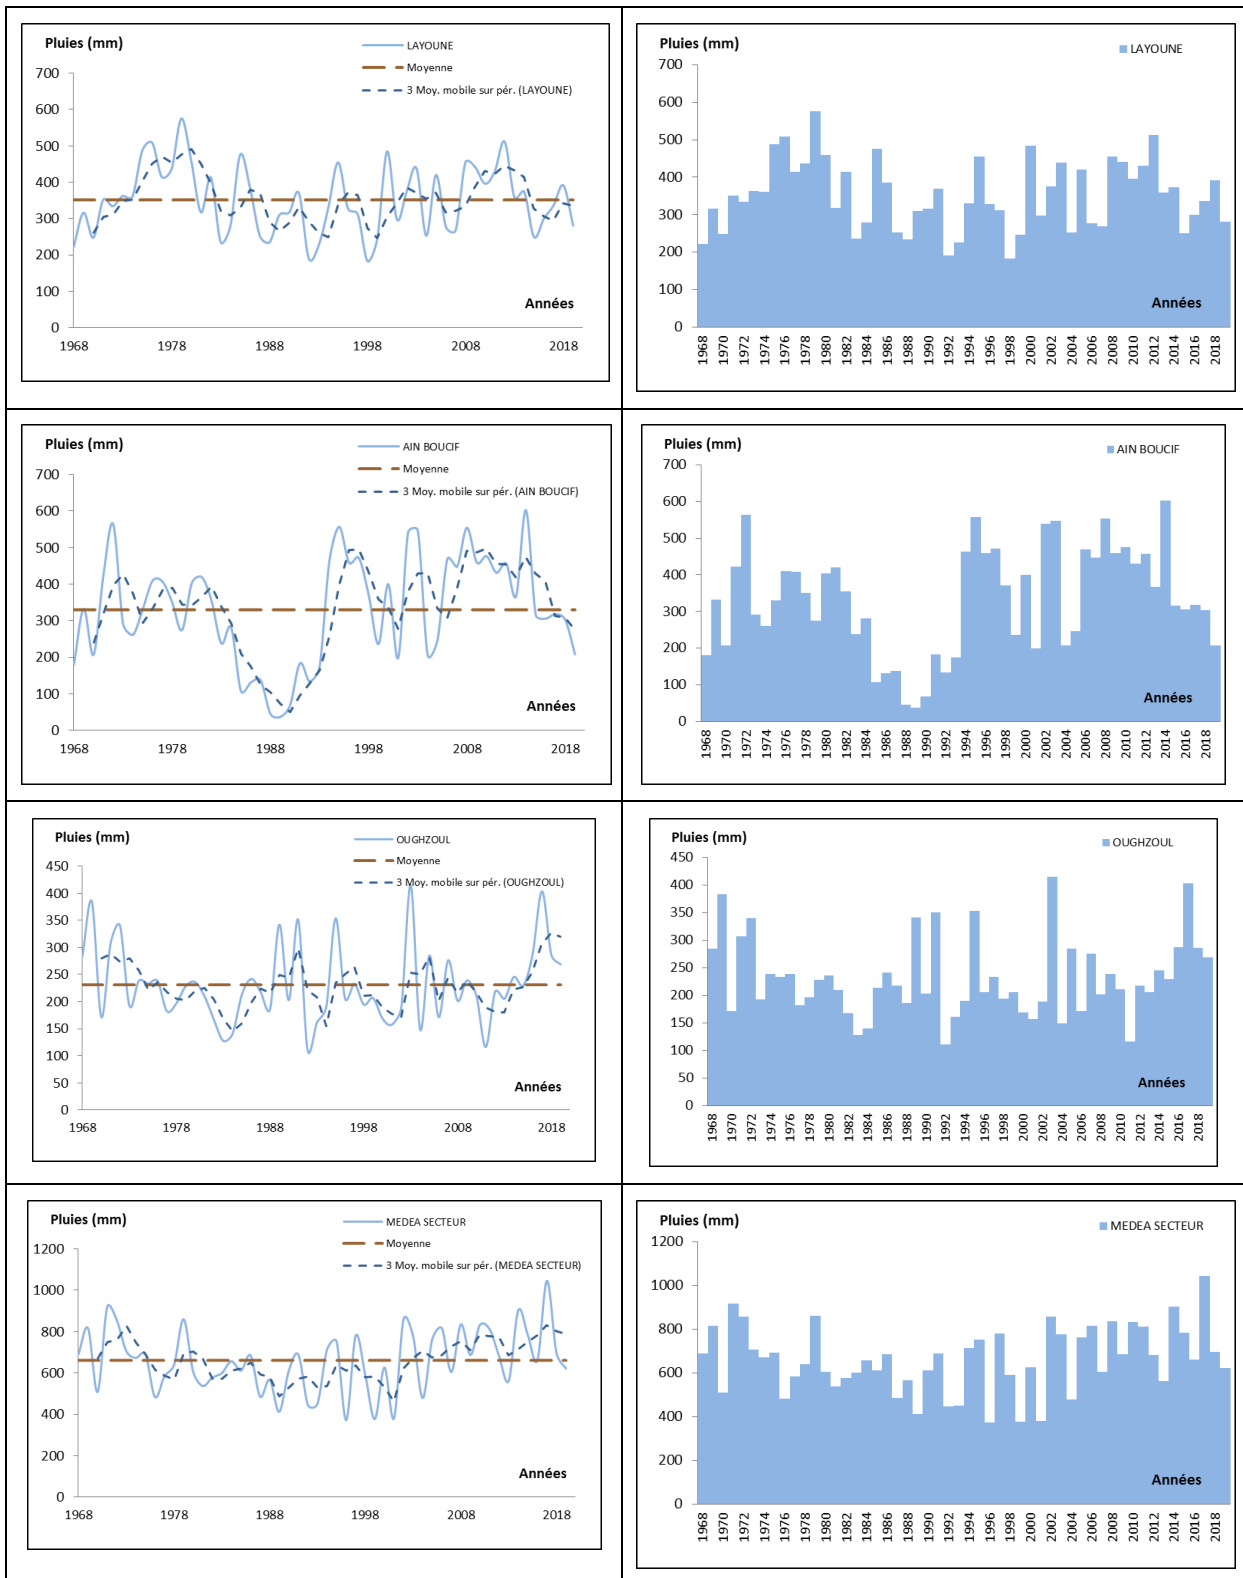 Pluies (mm)
LAYOUNE
Moyenne
3 Moy. mobile sur pér. (LAYOUNE)
700
600
500
400
300
200
100
0
Années
1968 1978 1988 1998 2008 2018
Pluies (mm)
LAYOUNE
700
600
500
400
300
200
100
0
Années
1968 1970 1972 1974 1976 1978 1980 1982 1984 1986 1988 1990 1992 1994 1996 1998 2000 2002 2004 2006 2008 2010 2012 2014 2016 2018
Pluies (mm)
AIN BOUCIF
Moyenne
3 Moy. mobile sur pér. (AIN BOUCIF)
700
600
500
400
300
200
100
0
Années
1968 1978 1988 1998 2008 2018
Pluies (mm)
AIN BOUCIF
700
600
500
400
300
200
100
0
Années
1968 1970 1972 1974 1976 1978 1980 1982 1984 1986 1988 1990 1992 1994 1996 1998 2000 2002 2004 2006 2008 2010 2012 2014 2016 2018
Pluies (mm)
OUGHZOUL
Moyenne
3 Moy. mobile sur pér. (OUGHZOUL)
450
400
350
300
250
200
150
100
50
0
Années
1968 1978 1988 1998 2008 2018
Pluies (mm)
OUGHZOUL
450
400
350
300
250
200
150
100
50
0
Années
1968 1970 1972 1974 1976 1978 1980 1982 1984 1986 1988 1990 1992 1994 1996 1998 2000 2002 2004 2006 2008 2010 2012 2014 2016 2018
Pluies (mm)
MEDEA SECTEUR
Moyenne
3 Moy. mobile sur pér. (MEDEA SECTEUR)
1200
1000
800
600
400
200
0
Années
1968 1978 1988 1998 2008 2018
Pluies (mm)
MEDEA SECTEUR
1200
1000
800
600
400
200
0
Années
1968 1970 1972 1974 1976 1978 1980 1982 1984 1986 1988 1990 1992 1994 1996 1998 2000 2002 2004 2006 2008 2010 2012 2014 2016 2018